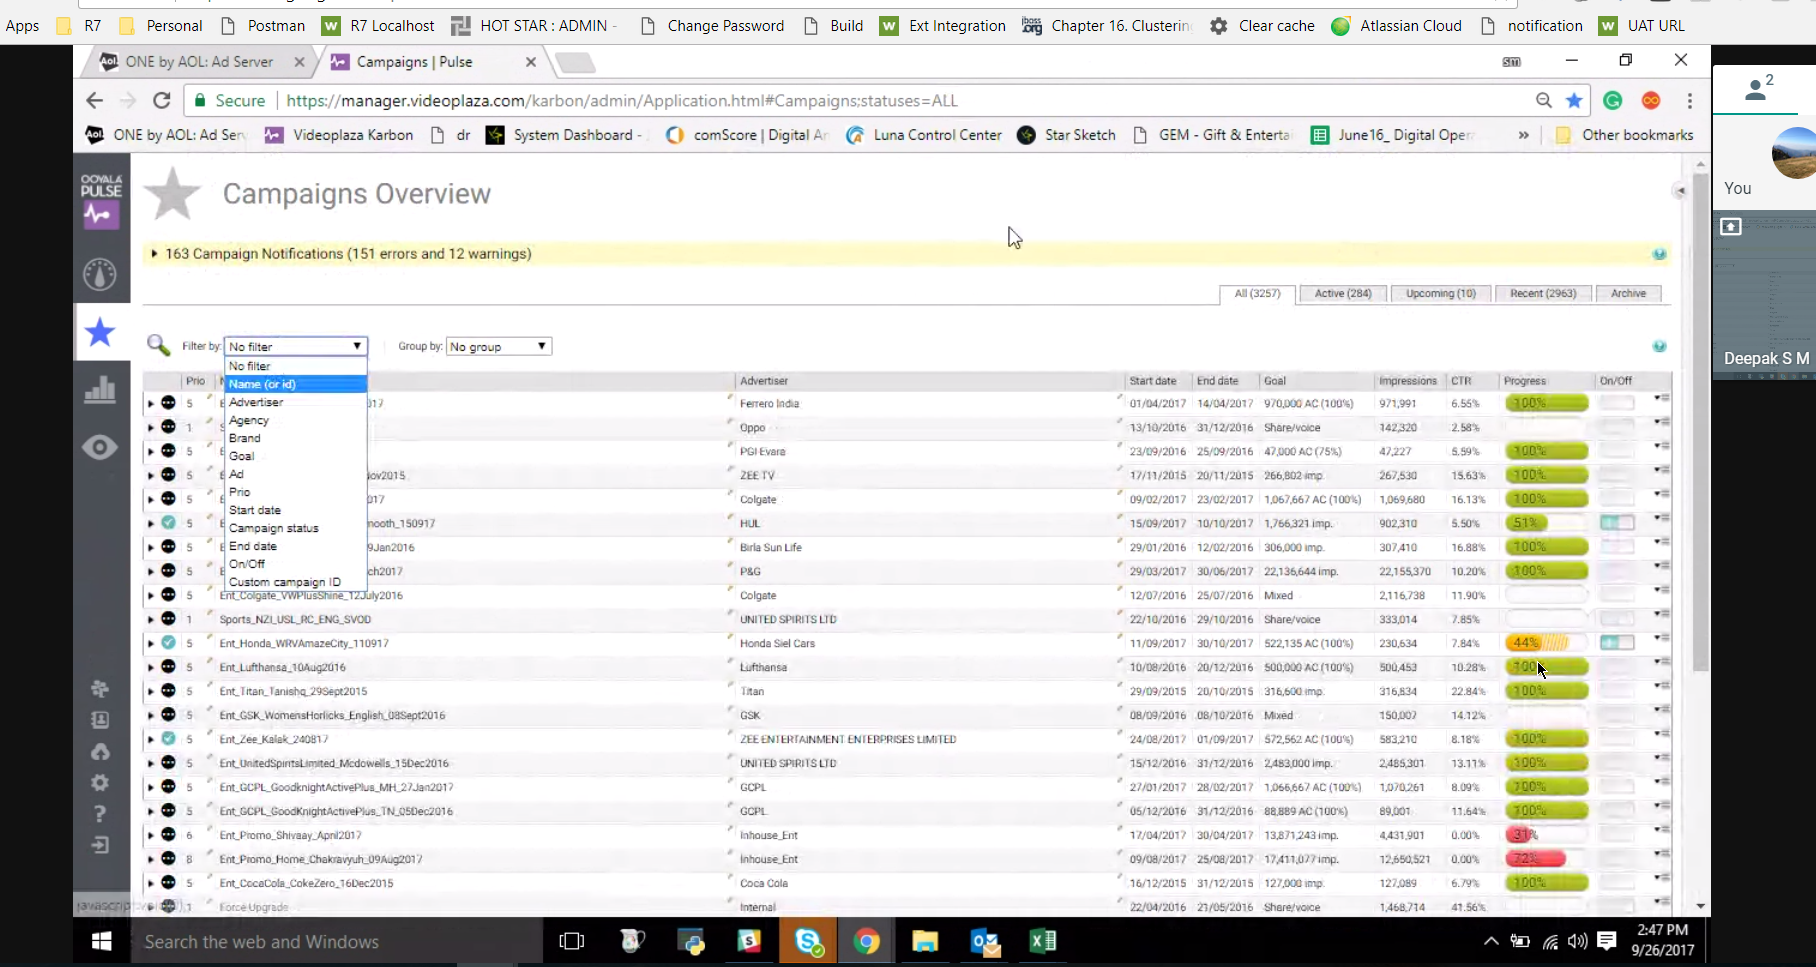 Apps R7 Personal Postman R7 Localhost HOT STAR : ADMIN - Change Password Build Ext Integration Chapter 16. Clustering Clear cache Atlassian Cloud notification UAT URL
ONE by AOL: Ad Server Campaigns | Pulse
Secure https://manager.videoplaza.com/karbon/admin/Application.html#Campaigns;statuses=ALL
ONE by AOL: Ad Ser Videoplaza Karbon dr System Dashboard - comScore | Digital An Luna Control Center Star Sketch GEM - Gift & Enterta June16_ Digital Oper » Other bookmarks
2
You
Deepak S M
OOYALA
PULSE
Campaigns Overview
163 Campaign Notifications (151 errors and 12 warnings)
All (3257) Active (284) Upcoming (10) Recent (2963) Archive
Filter by: No filter Group by: No group
No filter
Name (or id)
Advertiser
Agency
Brand
Goal
Ad
Prio
Start date
Campaign status
End date
On/Off
Custom campaign ID
Prio Advertiser Start date End date Goal Impressions CTR Progress On/Off
5 017 Ferrero India 01/04/2017 14/04/2017 970,000 AC (100%) 971,991 6.55% 100%
1 Oppo 13/10/2016 31/12/2016 Share/voice 142,320 2.58%
5 PGI Evara 23/09/2016 25/09/2016 47,000 AC (75%) 47,227 5.59% 100%
5 lov2015 ZEE TV 17/11/2015 20/11/2015 266,802 imp. 267,530 15.63% 100%
5 017 Colgate 09/02/2017 23/02/2017 1,067,667 AC (100%) 1,069,680 16.13% 100%
5 mooth_150917 HUL 15/09/2017 10/10/2017 1,766,321 imp. 902,310 5.50% 51%
5 9Jan2016 Birla Sun Life 29/01/2016 12/02/2016 306,000 imp. 307,410 16.88% 100%
5 ch2017 P&G 29/03/2017 30/06/2017 22,136,644 imp. 22,155,370 10.20% 100%
5 Ent_Colgate_VWPlusShine_12July2016 Colgate 12/07/2016 25/07/2016 Mixed 2,116,738 11.90%
1 Sports_NZI_USL_RC_ENG_SVOD UNITED SPIRITS LTD 22/10/2016 29/10/2016 Share/voice 333,014 7.85%
5 Ent_Honda_WRVAmazeCity_110917 Honda Siel Cars 11/09/2017 30/10/2017 522,135 AC (100%) 230,634 7.84% 44%
5 Ent_Lufthansa_10Aug2016 Lufthansa 10/08/2016 20/12/2016 500,000 AC (100%) 500,453 10.28% 100%
5 Ent_Titan_Tanishq_29Sept2015 Titan 29/09/2015 20/10/2015 316,600 imp. 316,834 22.84% 100%
5 Ent_GSK_WomensHorlicks_English_08Sept2016 GSK 08/09/2016 08/10/2016 Mixed 150,007 14.12%
5 Ent_Zee_Kalak_240817 ZEE ENTERTAINMENT ENTERPRISES LIMITED 24/08/2017 01/09/2017 572,562 AC (100%) 583,210 8.18% 100%
5 Ent_UnitedSpiritsLimited_Mcdowells_15Dec2016 UNITED SPIRITS LTD 15/12/2016 31/12/2016 2,483,000 imp. 2,485,301 13.11% 100%
5 Ent_GCPL_GoodknightActivePlus_MH_27Jan2017 GCPL 27/01/2017 28/02/2017 1,066,667 AC (100%) 1,070,261 8.09% 100%
5 Ent_GCPL_GoodKnightActivePlus_TN_05Dec2016 GCPL 05/12/2016 31/12/2016 88,889 AC (100%) 89,001 11.64% 100%
6 Ent_Promo_Shivaay_April2017 Inhouse_Ent 17/04/2017 30/04/2017 13,871,243 imp. 4,431,901 0.00% 31%
8 Ent_Promo_Home_Chakravyuh_09Aug2017 Inhouse_Ent 09/08/2017 25/08/2017 17,411,077 imp. 12,650,521 0.00% 72%
5 Ent_CocaCola_CokeZero_16Dec2015 Coca Cola 16/12/2015 31/12/2015 127,000 imp. 127,089 6.79% 100%
1 Force Upgrade Internal 22/04/2016 21/05/2016 Share/voice 1,468,714 41.56%
Search the web and Windows
2:47 PM
9/26/2017